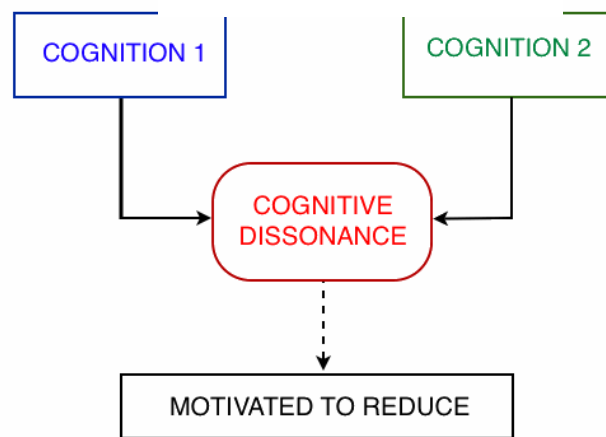 COGNITION 1
COGNITION 2
COGNITIVE
DISSONANCE
MOTIVATED TO REDUCE